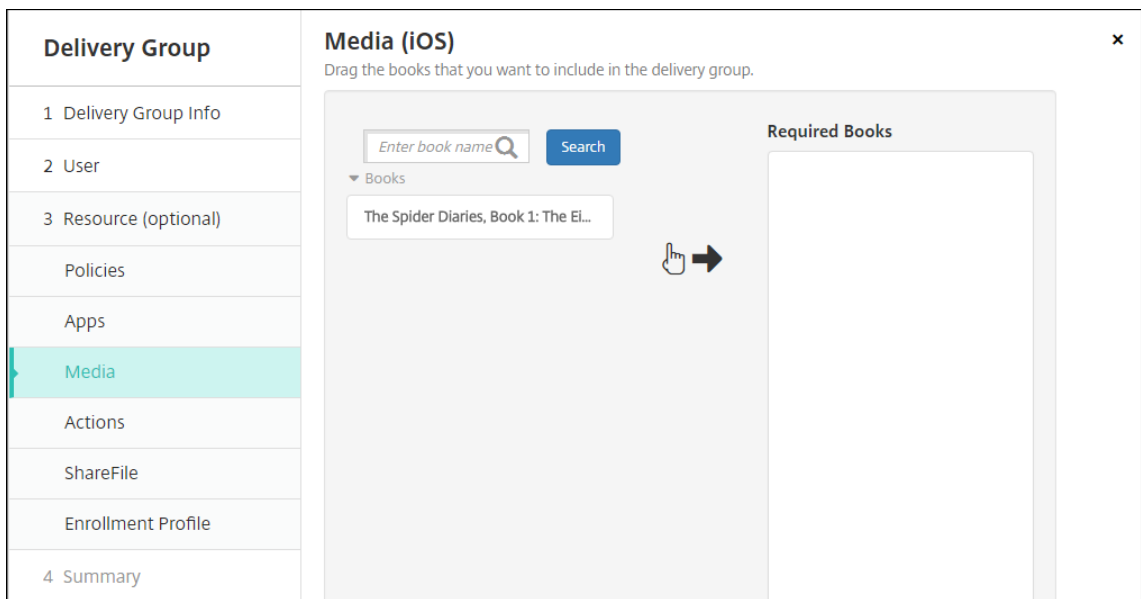 Delivery Group
1 Delivery Group Info
2 User
3 Resource (optional)
Policies
Apps
Media
Actions
ShareFile
Enrollment Profile
4 Summary
Media (iOS)
Drag the books that you want to include in the delivery group.
Enter book name
Search
Books
The Spider Diaries, Book 1: The Ei...
Required Books